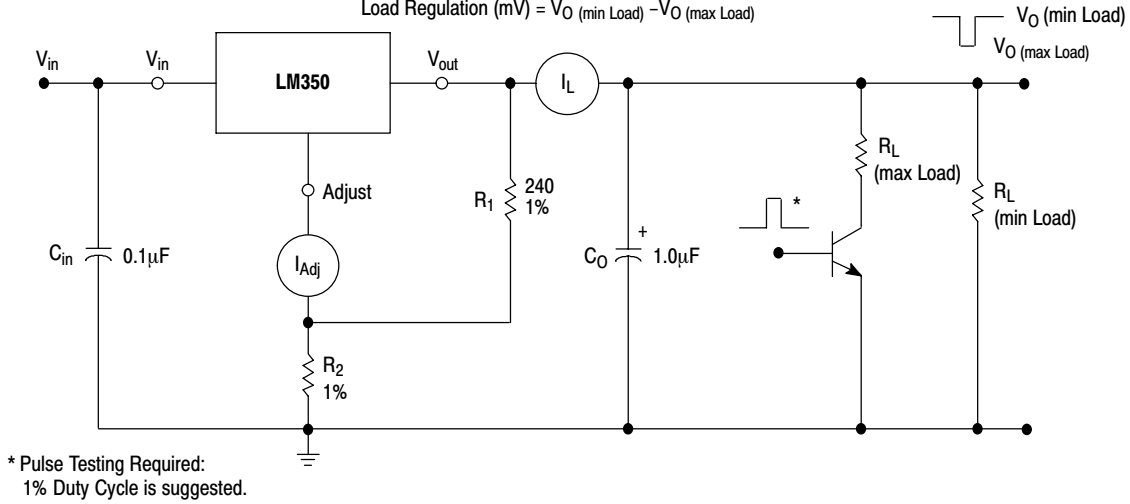 Load Regulation (mV) = VO (min Load) –VO (max Load)
VO (min Load)
VO (max Load)
Vin
Vin
LM350
Vout
IL
Adjust
R1
240
1%
RL
(max Load)
RL
(min Load)
*
Cin
0.1μF
IAdj
CO
+
1.0μF
R2
1%
* Pulse Testing Required:
1% Duty Cycle is suggested.